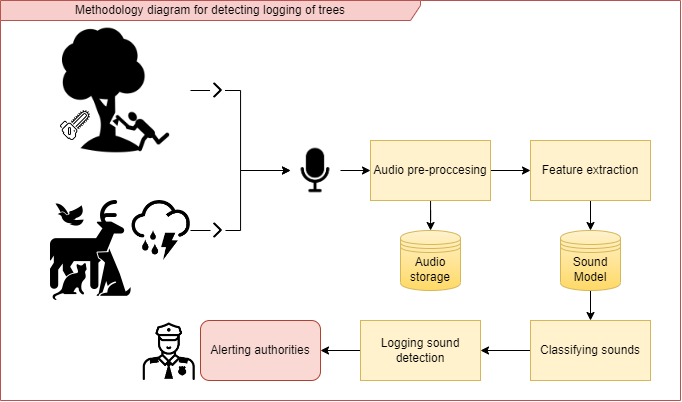 Methodology diagram for detecting logging of trees
Audio pre-proccesing
Feature extraction
Audio
storage
Sound
Model
Alerting authorities
Logging sound
detection
Classifying sounds